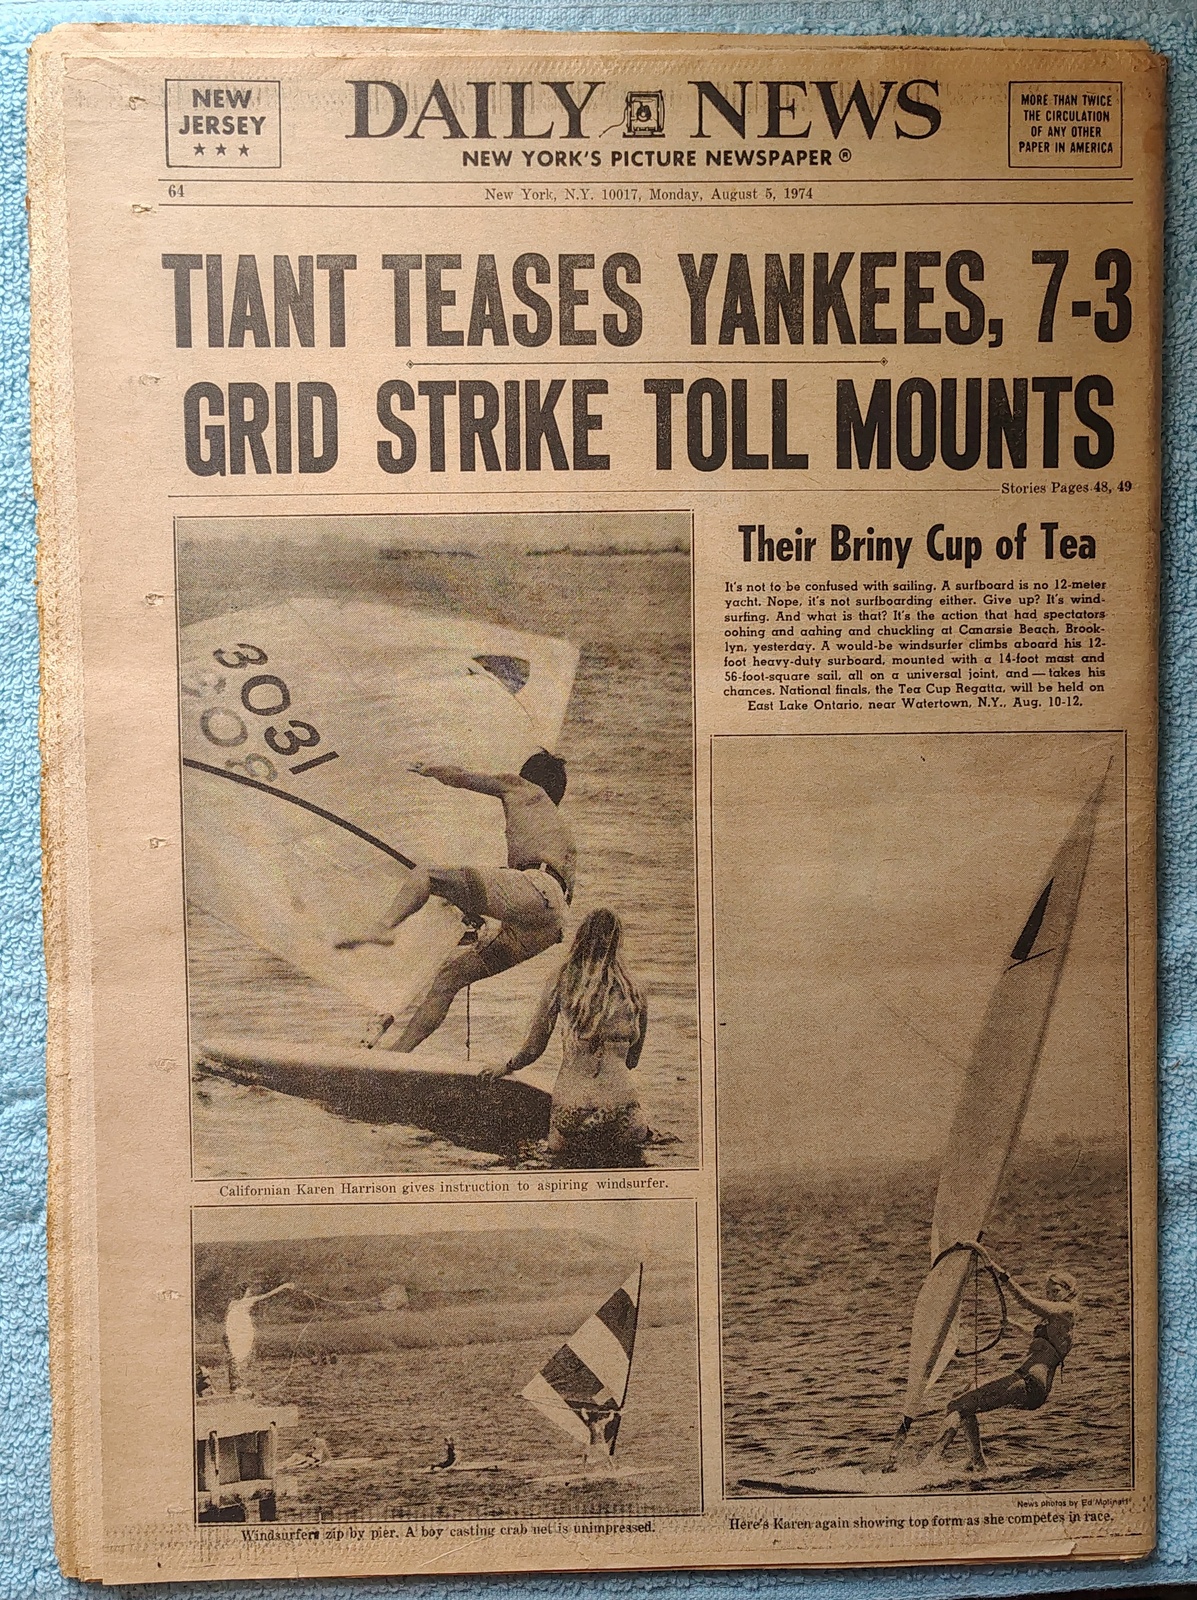 NEW
JERSEY
★ ★ ★
DAILY NEWS
NEW YORK'S PICTURE NEWSPAPER ®
MORE THAN TWICE
THE CIRCULATION
OF ANY OTHER
PAPER IN AMERICA
64
New York, N.Y. 10017, Monday, August 5, 1974
TIANT TEASES YANKEES, 7-3
GRID STRIKE TOLL MOUNTS
Stories Pages 48, 49
3031
Californian Karen Harrison gives instruction to aspiring windsurfer.
Windsurfers zip by pier. A boy casting crab net is unimpressed.
Their Briny Cup of Tea
It's not to be confused with sailing. A surfboard is no 12-meter
yacht. Nope, it's not surfboarding either. Give up? It's wind-
surfing. And what is that? It's the action that had spectators
oohing and aahing and chuckling at Canarsie Beach, Brook-
lyn, yesterday. A would-be windsurfer climbs aboard his 12-
foot heavy-duty surboard, mounted with a 14-foot mast and
56-foot-square sail, all on a universal joint, and — takes his
chances. National finals, the Tea Cup Regatta, will be held on
East Lake Ontario, near Watertown, N.Y., Aug. 10-12.
News photos by Ed Molinari
Here's Karen again showing top form as she competes in race.